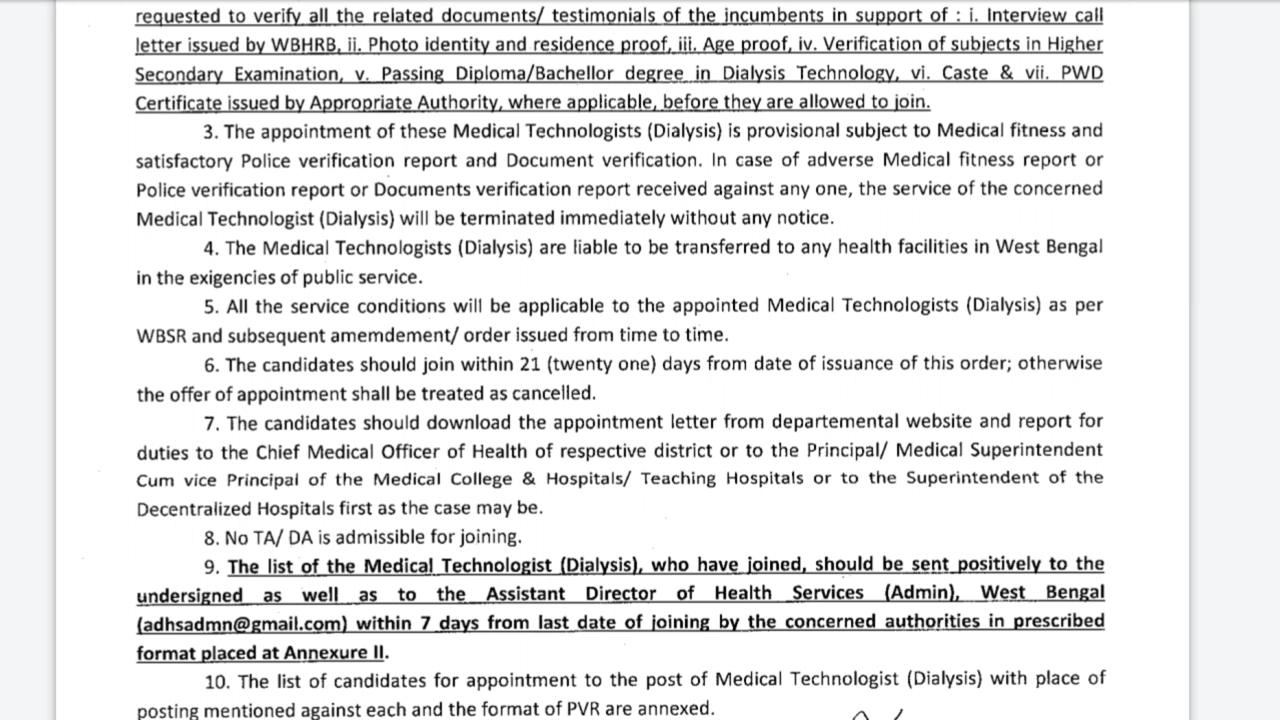 requested to verify all the related documents/ testimonials of the incumbents in support of : i. Interview call
letter issued by WBHRB, ii. Photo identity and residence proof, iii. Age proof, iv. Verification of subjects in Higher
Secondary Examination, v. Passing Diploma/Bachellor degree in Dialysis Technology, vi. Caste & vii. PWD
Certificate issued by Appropriate Authority, where applicable, before they are allowed to join.
3. The appointment of these Medical Technologists (Dialysis) is provisional subject to Medical fitness and
satisfactory Police verification report and Document verification. In case of adverse Medical fitness report or
Police verification report or Documents verification report received against any one, the service of the concerned
Medical Technologist (Dialysis) will be terminated immediately without any notice.
4. The Medical Technologists (Dialysis) are liable to be transferred to any health facilities in West Bengal
in the exigencies of public service.
5. All the service conditions will be applicable to the appointed Medical Technologists (Dialysis) as per
WBSR and subsequent amemdement/ order issued from time to time.
6. The candidates should join within 21 (twenty one) days from date of issuance of this order; otherwise
the offer of appointment shall be treated as cancelled.
7. The candidates should download the appointment letter from departemental website and report for
duties to the Chief Medical Officer of Health of respective district or to the Principal/ Medical Superintendent
Cum vice Principal of the Medical College & Hospitals/ Teaching Hospitals or to the Superintendent of the
Decentralized Hospitals first as the case may be.
8. No TA/ DA is admissible for joining.
9. The list of the Medical Technologist (Dialysis), who have joined, should be sent positively to the
undersigned as well as to the Assistant Director of Health Services (Admin), West Bengal
(adhsadmn@gmail.com) within 7 days from last date of joining by the concerned authorities in prescribed
format placed at Annexure II.
10. The list of candidates for appointment to the post of Medical Technologist (Dialysis) with place of
posting mentioned against each and the format of PVR are annexed.